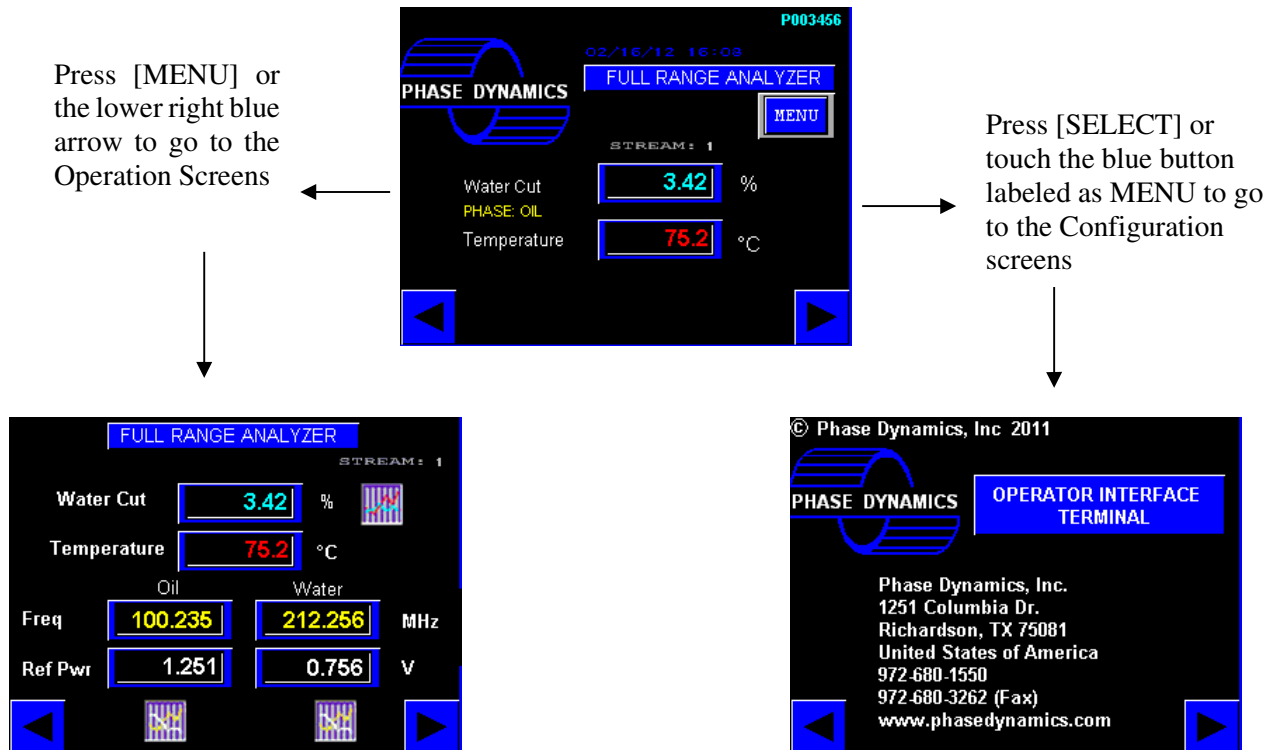 P003456
02/16/12 16:09
PHASE DYNAMICS
FULL RANGE ANALYZER
MENU
STREAM: 1
Water Cut 3.42 %
PHASE: OIL
Temperature 75.2 °C
Press [MENU] or
the lower right blue
arrow to go to the
Operation Screens
Press [SELECT] or
touch the blue button
labeled as MENU to go
to the Configuration
screens
FULL RANGE ANALYZER
STREAM: 1
Water Cut 3.42 %
Temperature 75.2 °C
Oil Water
Freq 100.235 212.256 MHz
Ref Pwr 1.251 0.756 V
© Phase Dynamics, Inc 2011
PHASE DYNAMICS
OPERATOR INTERFACE
TERMINAL
Phase Dynamics, Inc.
1251 Columbia Dr.
Richardson, TX 75081
United States of America
972-680-1550
972-680-3262 (Fax)
www.phasedynamics.com